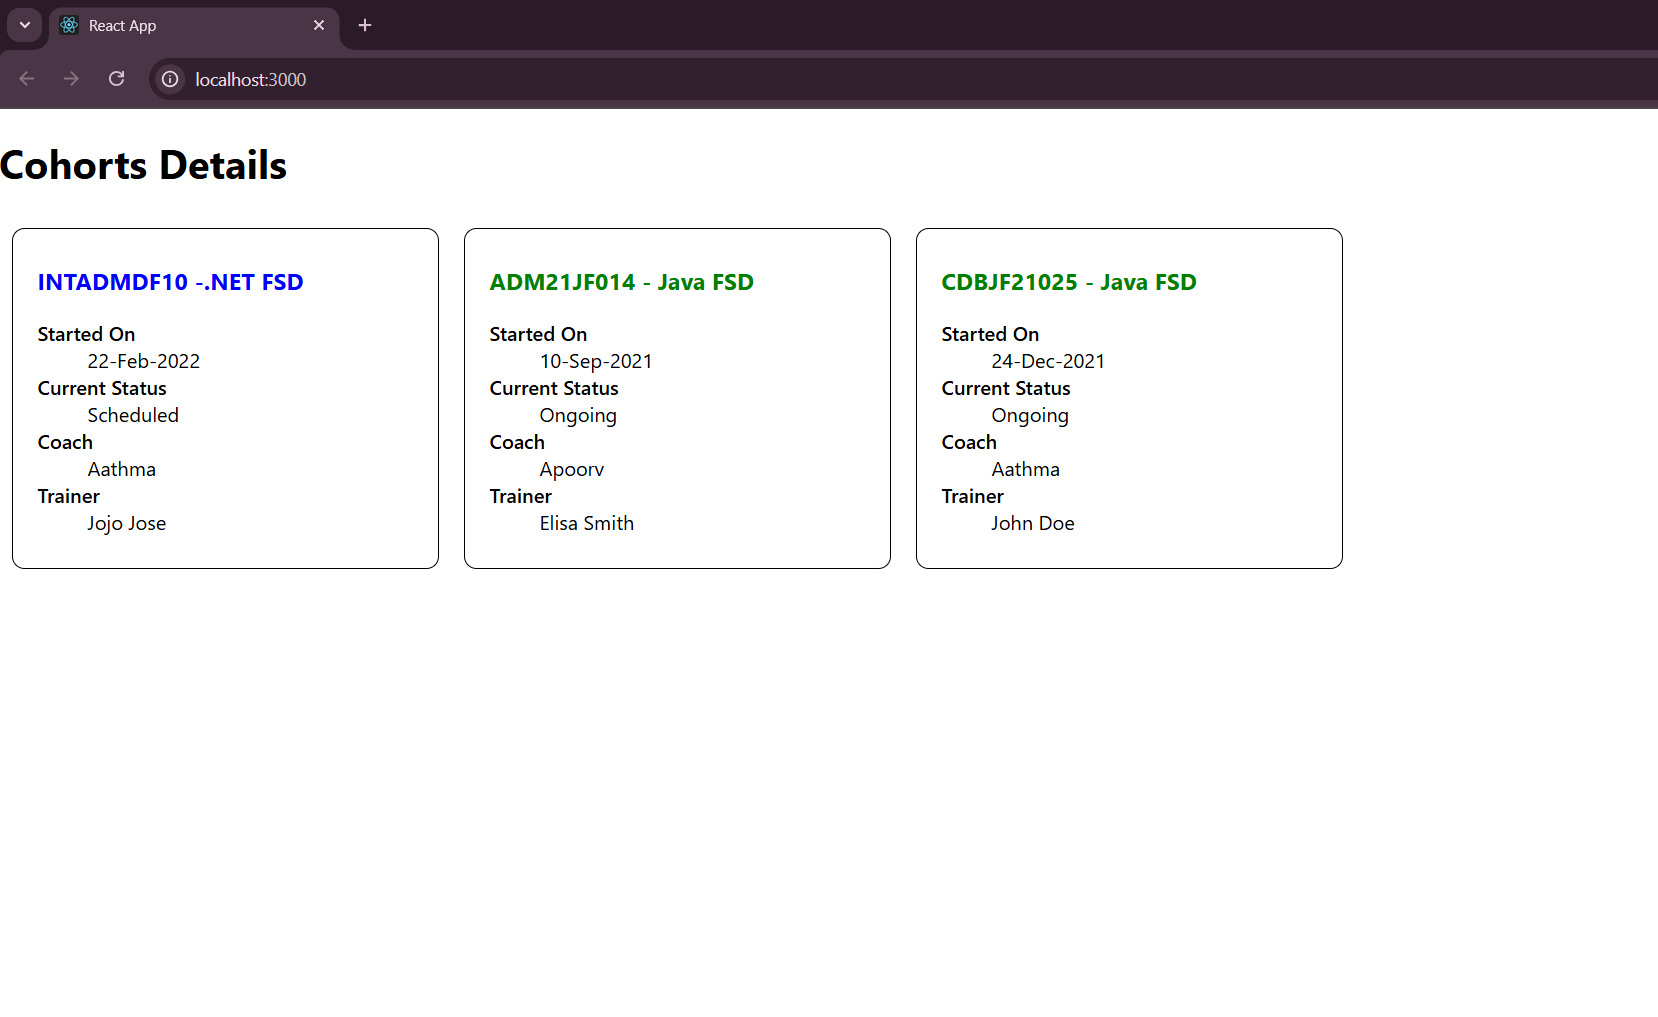 React App
localhost:3000
Cohorts Details
INTADMDF10 -.NET FSD
Started On
22-Feb-2022
Current Status
Scheduled
Coach
Aathma
Trainer
Jojo Jose
ADM21JF014 - Java FSD
Started On
10-Sep-2021
Current Status
Ongoing
Coach
Apoorv
Trainer
Elisa Smith
CDBJF21025 - Java FSD
Started On
24-Dec-2021
Current Status
Ongoing
Coach
Aathma
Trainer
John Doe